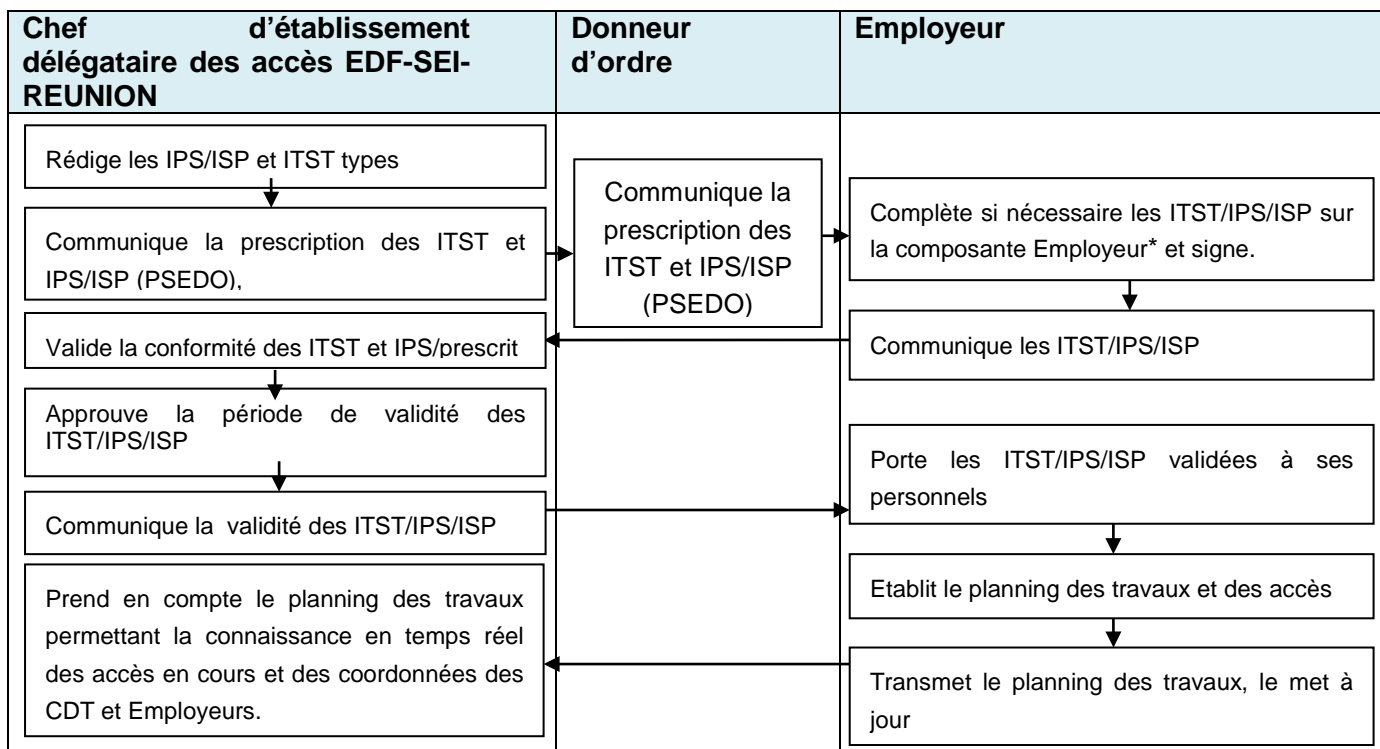 Chef d’établissement
délégataire des accès EDF-SEI-
REUNION
Donneur
d’ordre
Employeur
Rédige les IPS/ISP et ITST types
Communique la prescription des ITST et
IPS/ISP (PSEDO),
Communique la
prescription des
ITST et IPS/ISP
(PSEDO)
Complète si nécessaire les ITST/IPS/ISP sur
la composante Employeur* et signe.
Valide la conformité des ITST et IPS/prescrit
Communique les ITST/IPS/ISP
Approuve la période de validité des
ITST/IPS/ISP
Communique la validité des ITST/IPS/ISP
Porte les ITST/IPS/ISP validées à ses
personnels
Etablit le planning des travaux et des accès
Transmet le planning des travaux, le met à
jour
Prend en compte le planning des travaux
permettant la connaissance en temps réel
des accès en cours et des coordonnées des
CDT et Employeurs.